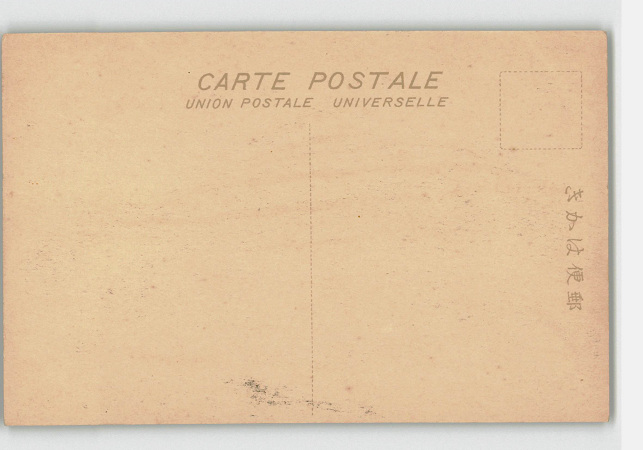 CARTE POSTALE
UNION POSTALE UNIVERSELLE
きかは便郵